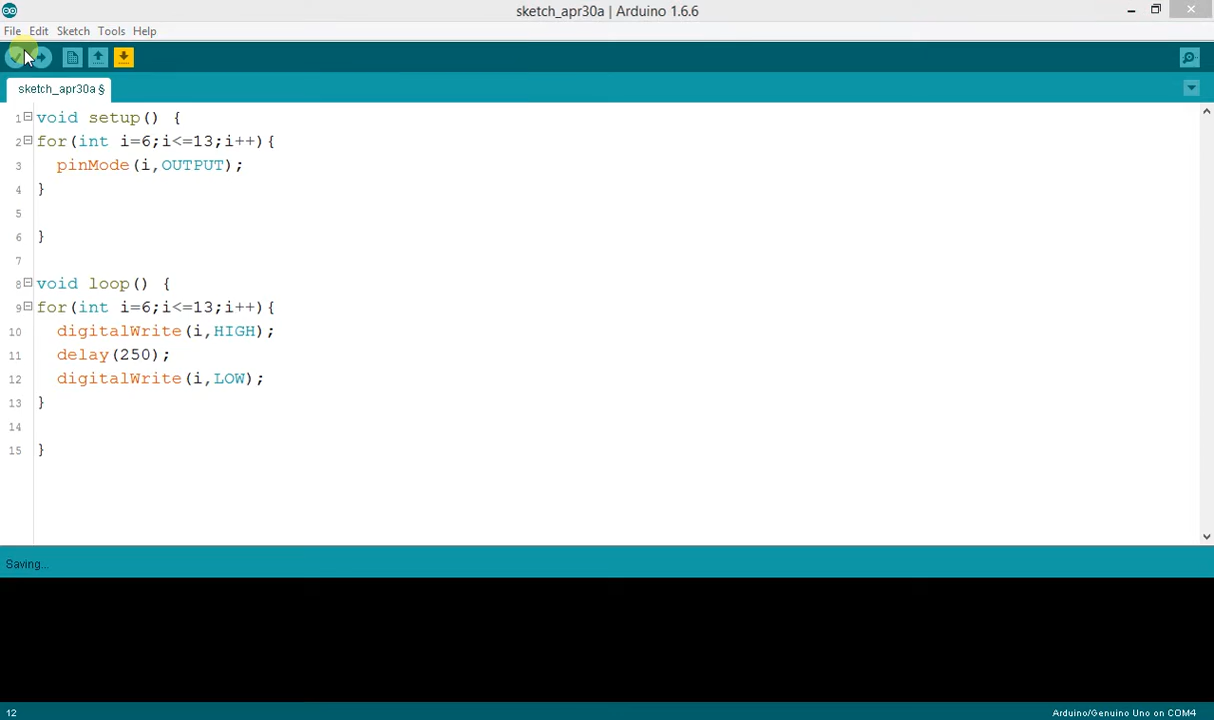 sketch_apr30a | Arduino 1.6.6
File Edit Sketch Tools Help
sketch_apr30a §
1 void setup() {
2 for(int i=6;i<=13;i++){
3 pinMode(i,OUTPUT);
4 }
5
6 }
7
8 void loop() {
9 for(int i=6;i<=13;i++){
10 digitalWrite(i,HIGH);
11 delay(250);
12 digitalWrite(i,LOW);
13 }
14
15 }
Saving...
12 Arduino/Genuino Uno on COM4